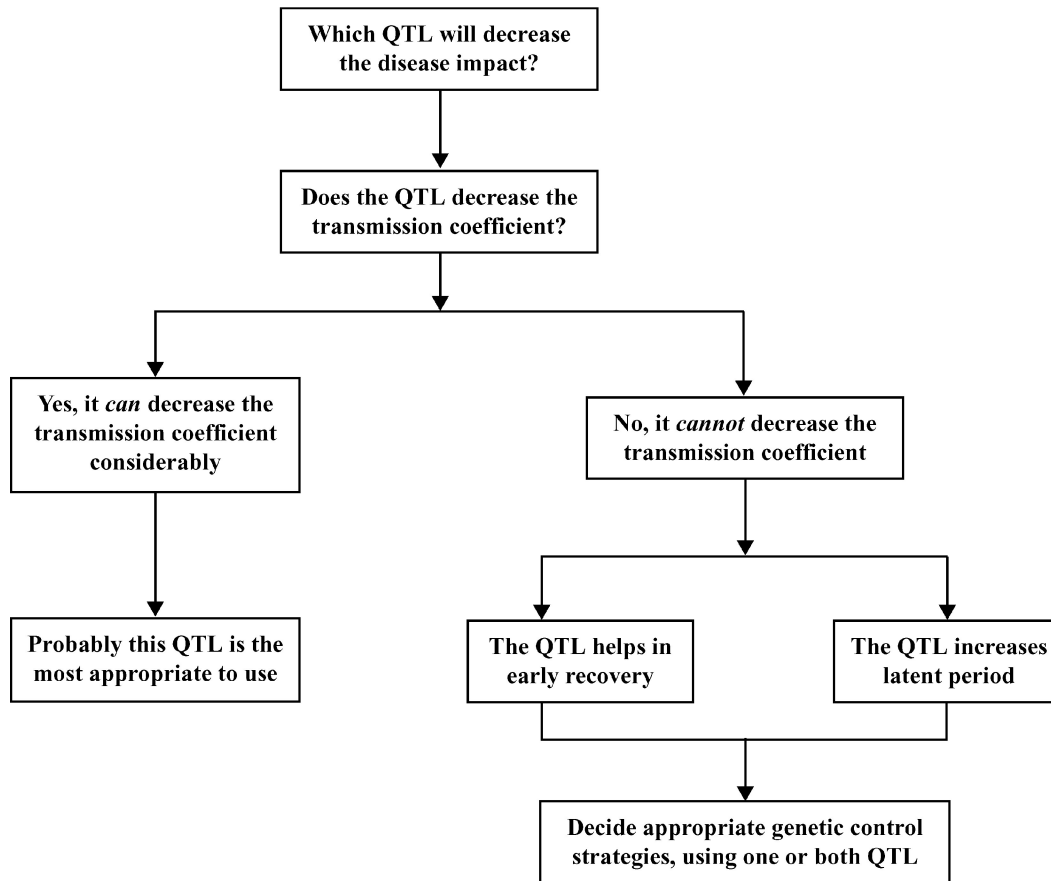 Which QTL will decrease
the disease impact?
Does the QTL decrease the
transmission coefficient?
Yes, it can decrease the
transmission coefficient
considerably
No, it cannot decrease the
transmission coefficient
Probably this QTL is the
most appropriate to use
The QTL helps in
early recovery
The QTL increases
latent period
Decide appropriate genetic control
strategies, using one or both QTL